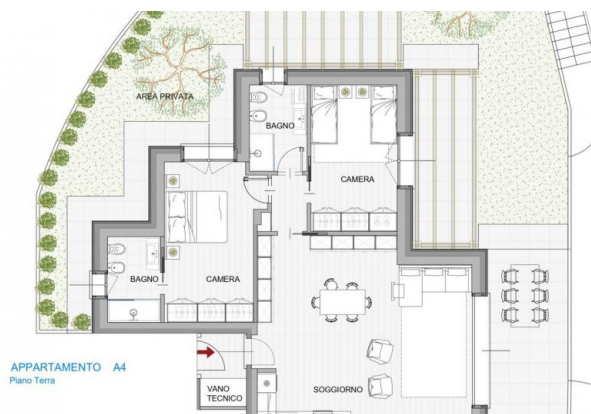 AREA PRIVATA
BAGNO
CAMERA
BAGNO
CAMERA
APPARTAMENTO A4
Piano Terra
VANO
TECNICO
SOGGIORNO